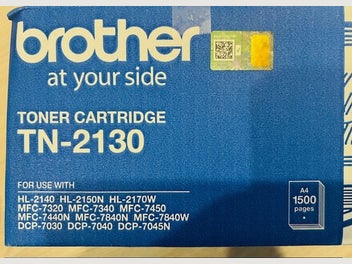 brother
at your side
TONER CARTRIDGE
TN-2130
FOR USE WITH
HL-2140 HL-2150N HL-2170W
MFC-7320 MFC-7340 MFC-7450
MFC-7440N MFC-7840N MFC-7840W
DCP-7030 DCP-7040 DCP-7045N
A4
1500
pages